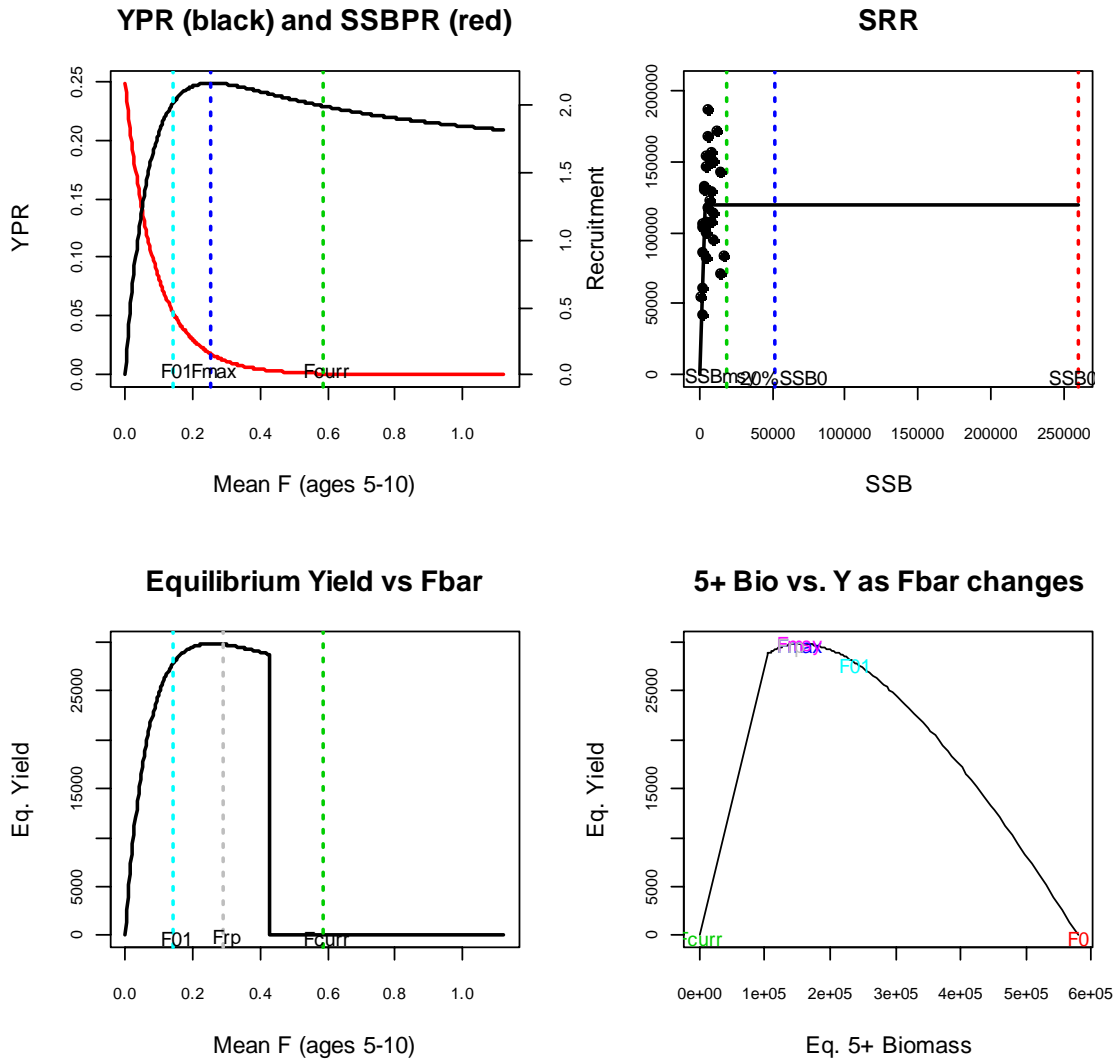 YPR (black) and SSBPR (red)
0.00 0.05 0.10 0.15 0.20 0.25
YPR
0.0 0.5 1.0 1.5 2.0
F01 Fmax Fcurr
0.0 0.2 0.4 0.6 0.8 1.0
Mean F (ages 5-10)
SRR
0 50000 100000 150000 200000
Recruitment
SSBmsy 20% SSB0 SSB0
0 50000 100000 150000 200000 250000
SSB
Equilibrium Yield vs Fbar
0 5000 15000 25000
Eq. Yield
F01 Frp Fcurr
0.0 0.2 0.4 0.6 0.8 1.0
Mean F (ages 5-10)
5+ Bio vs. Y as Fbar changes
0 5000 15000 25000
Eq. Yield
Fmax
F01
Fcurr F0
0e+00 1e+05 2e+05 3e+05 4e+05 5e+05 6e+05
Eq. 5+ Biomass